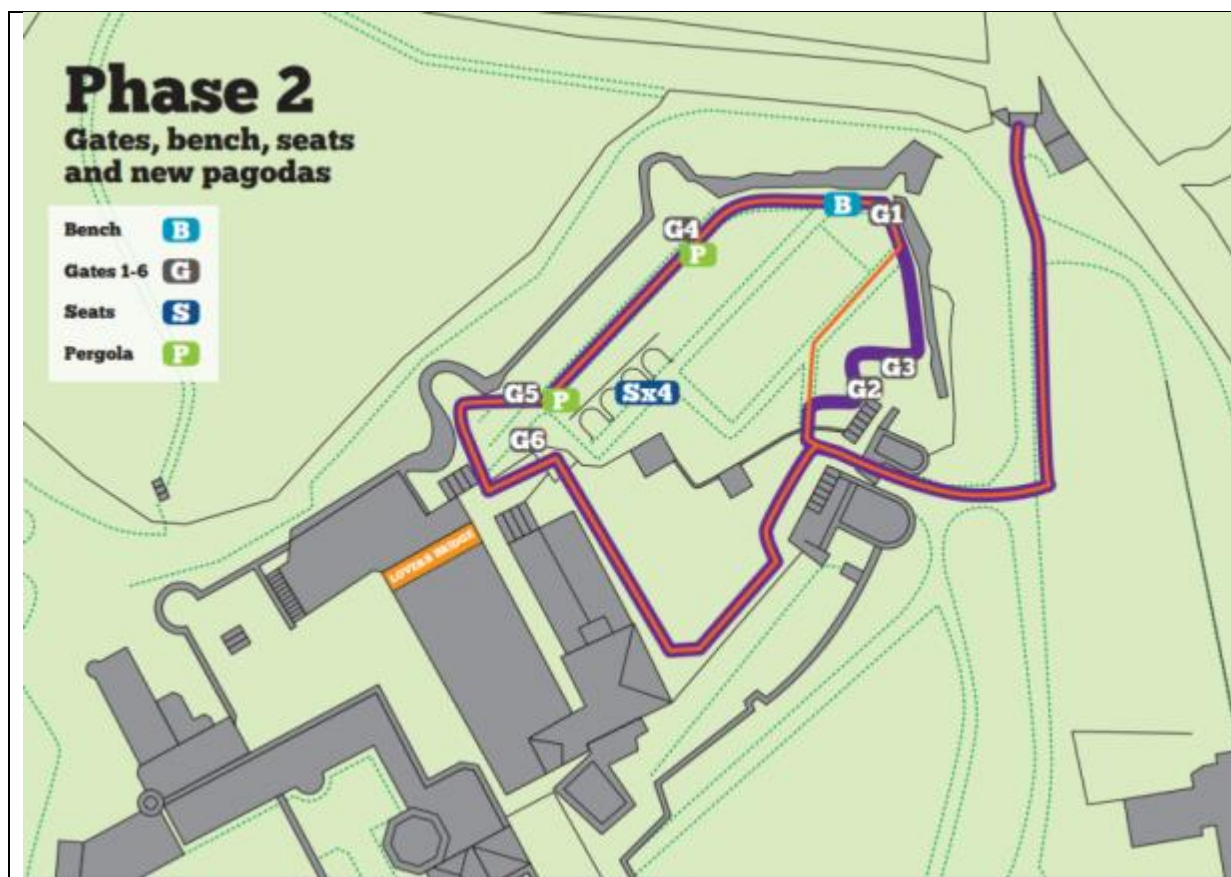 Phase 2
Gates, bench, seats
and new pagodas
Bench B
Gates 1-6 G
Seats S
Pergola P
B
G1
G4
P
G3
G2
Sx4
G5
P
G6
LOVERS BRIDGE